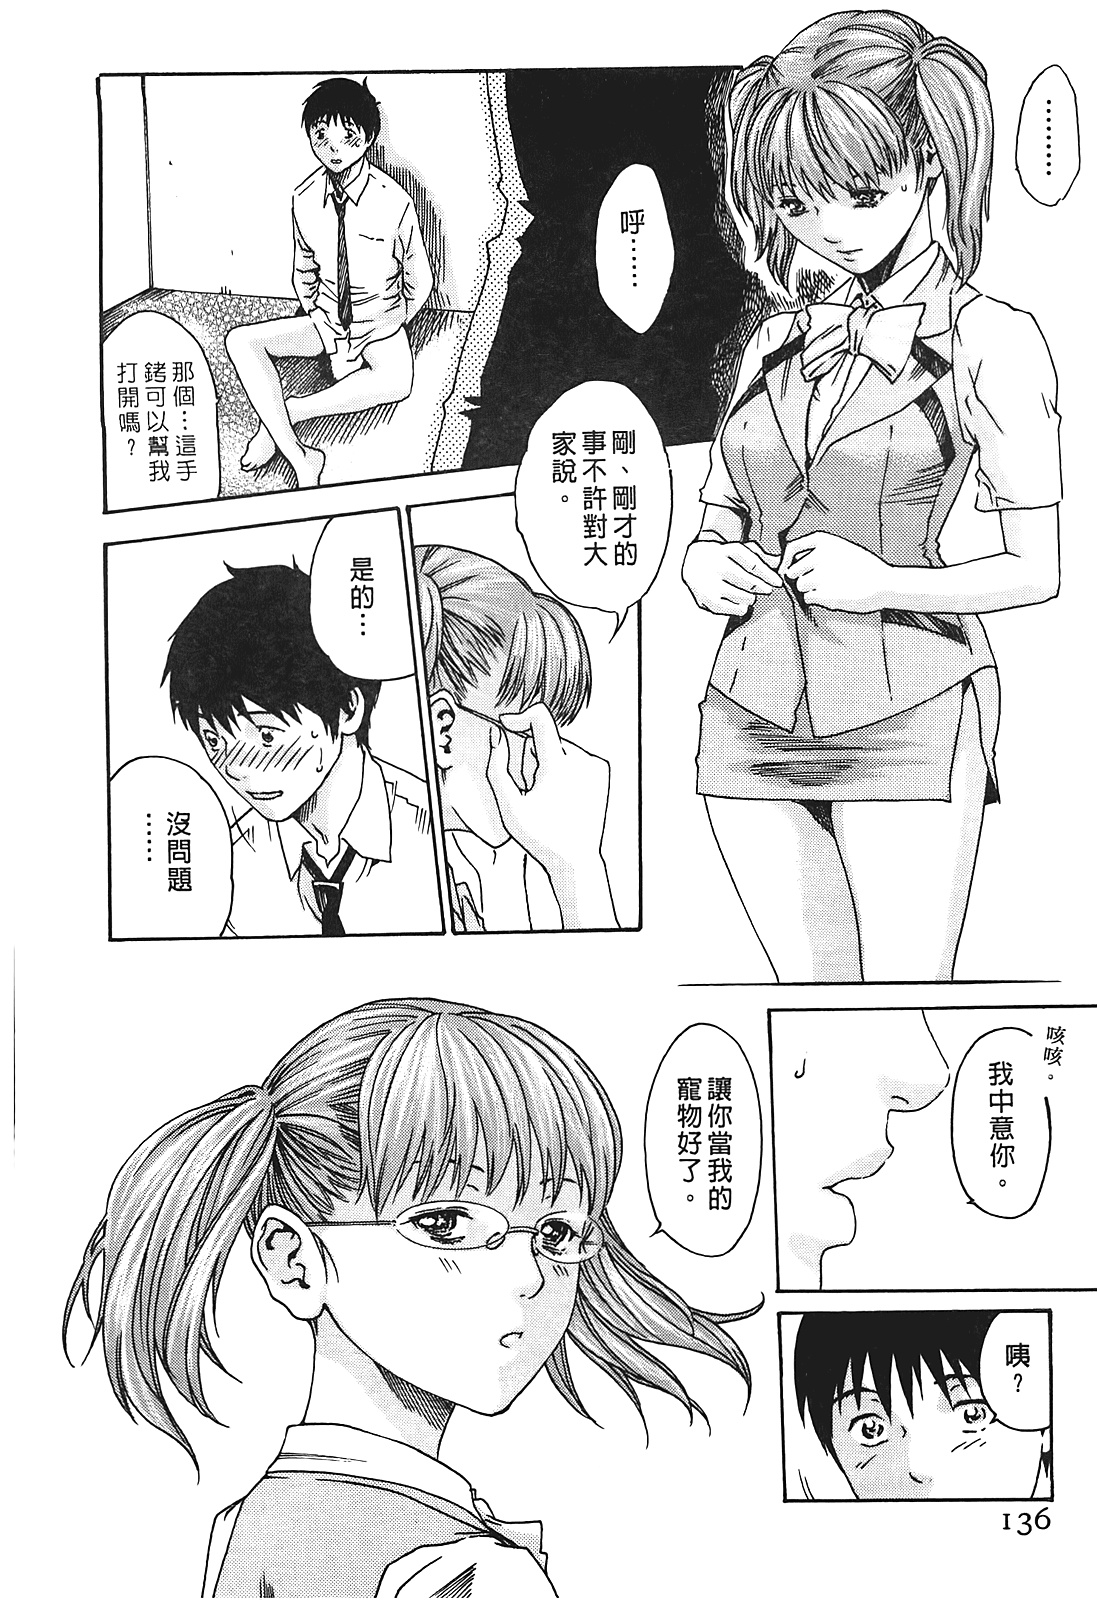 ………
呼……
那個…這手
銬可以幫我
打開嗎?
剛、剛才的
事不許對大
家說。
是的…
沒問題
……
咳咳。
我中意你。
咦?
讓你當我的
寵物好了。
136